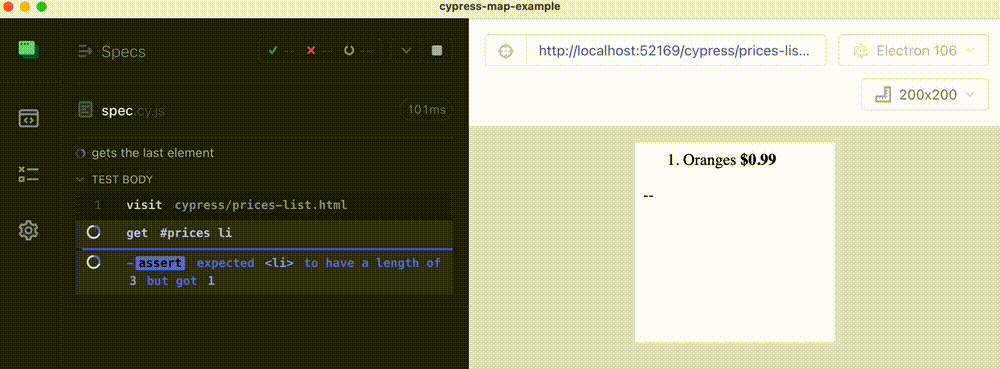 cypress-map-example
Specs
-- -- --
http://localhost:52169/cypress/prices-lis...
Electron 106
200x200
spec.cy.js
101ms
gets the last element
TEST BODY
1 visit cypress/prices-list.html
get #prices li
-assert expected <li> to have a length of
3 but got 1
1. Oranges $0.99
--